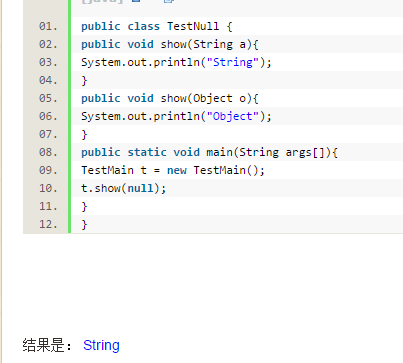 01. public class TestNull {
02. public void show(String a){
03. System.out.println("String");
04. }
05. public void show(Object o){
06. System.out.println("Object");
07. }
08. public static void main(String args[]){
09. TestMain t = new TestMain();
10. t.show(null);
11. }
12. }
结果是： String